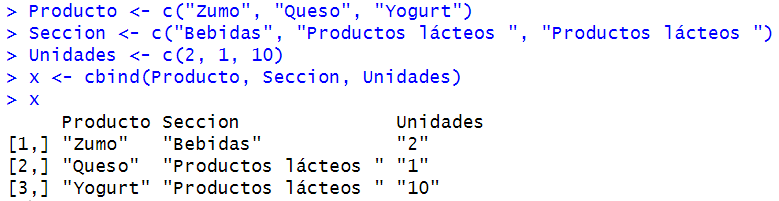 > Producto <- c("Zumo", "Queso", "Yogurt")
> Seccion <- c("Bebidas", "Productos lácteos ", "Productos lácteos ")
> Unidades <- c(2, 1, 10)
> x <- cbind(Producto, Seccion, Unidades)
> x
     Producto Seccion              Unidades
[1,] "Zumo"   "Bebidas"            "2"
[2,] "Queso"  "Productos lácteos " "1"
[3,] "Yogurt" "Productos lácteos " "10"